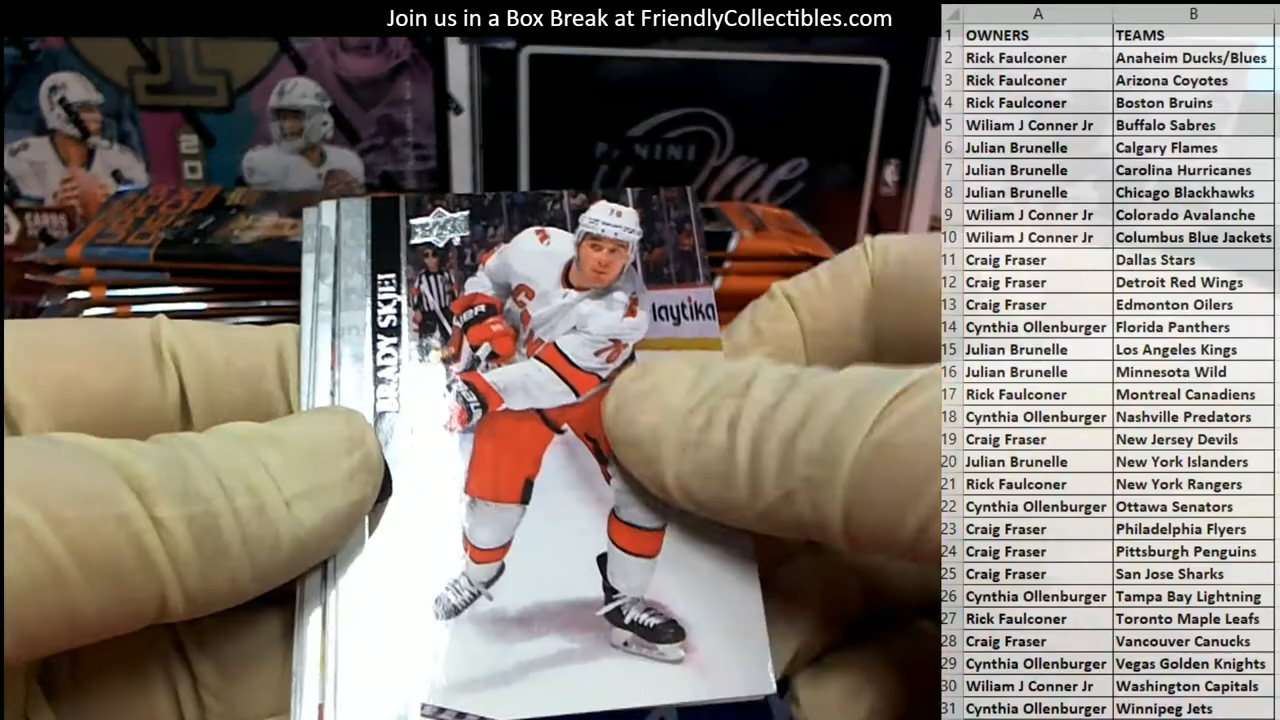 Join us in a Box Break at FriendlyCollectibles.com
A B
1 OWNERS TEAMS
2 Rick Faulconer Anaheim Ducks/Blues
3 Rick Faulconer Arizona Coyotes
4 Rick Faulconer Boston Bruins
5 Wiliam J Conner Jr Buffalo Sabres
6 Julian Brunelle Calgary Flames
7 Julian Brunelle Carolina Hurricanes
8 Julian Brunelle Chicago Blackhawks
9 Wiliam J Conner Jr Colorado Avalanche
10 Wiliam J Conner Jr Columbus Blue Jackets
11 Craig Fraser Dallas Stars
12 Craig Fraser Detroit Red Wings
13 Craig Fraser Edmonton Oilers
14 Cynthia Ollenburger Florida Panthers
15 Julian Brunelle Los Angeles Kings
16 Julian Brunelle Minnesota Wild
17 Rick Faulconer Montreal Canadiens
18 Cynthia Ollenburger Nashville Predators
19 Craig Fraser New Jersey Devils
20 Julian Brunelle New York Islanders
21 Rick Faulconer New York Rangers
22 Cynthia Ollenburger Ottawa Senators
23 Craig Fraser Philadelphia Flyers
24 Craig Fraser Pittsburgh Penguins
25 Craig Fraser San Jose Sharks
26 Cynthia Ollenburger Tampa Bay Lightning
27 Rick Faulconer Toronto Maple Leafs
28 Craig Fraser Vancouver Canucks
29 Cynthia Ollenburger Vegas Golden Knights
30 Wiliam J Conner Jr Washington Capitals
31 Cynthia Ollenburger Winnipeg Jets
PANINI
One
BRADY SKJEI
laytika
76
76